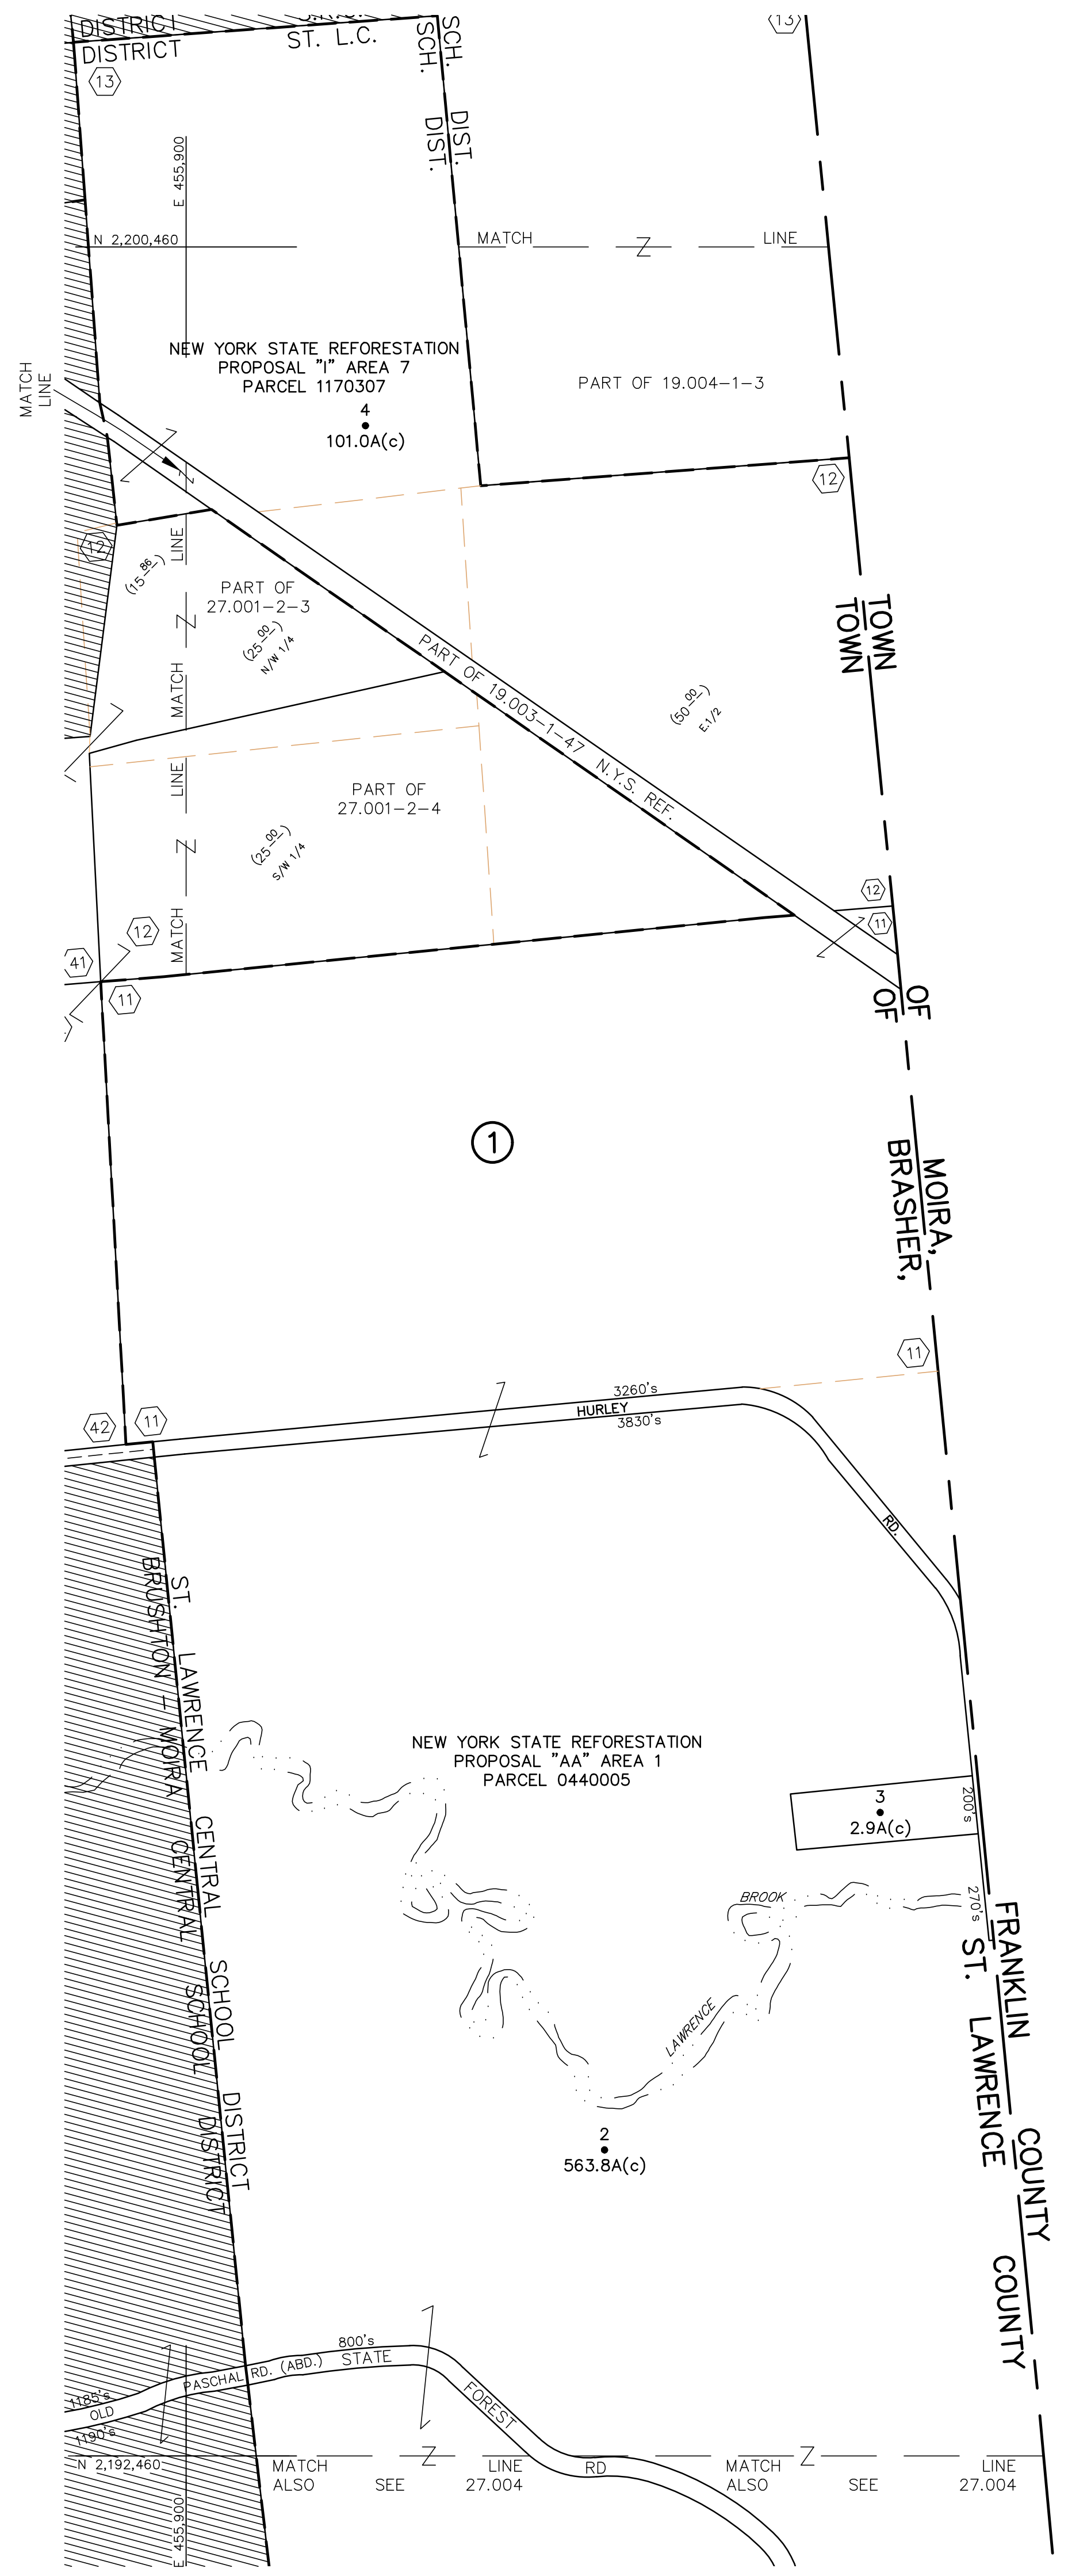 DISTRICT
DISTRICT
ST. L.C.
SCH. DIST.
SCH. DIST.
13
13
E 455,900
N 2,200,460
MATCH Z LINE
MATCH
LINE
NEW YORK STATE REFORESTATION
PROPOSAL "I" AREA 7
PARCEL 1170307
4
101.0A(c)
PART OF 19.004-1-3
12
12
(15 86)
PART OF
27.001-2-3
(25 00)
N/W 1/4
MATCH Z LINE Z
PART OF 19.003-1-47 N.Y.S. REF.
(50 00)
E.1/2
TOWN
TOWN
PART OF
27.001-2-4
(25 00)
S/W 1/4
MATCH Z LINE
12
11
12
41
11
OF
OF
1
MOIRA,
BRASHER,
11
3260's
HURLEY
3830's
RD.
42
11
ST. LAWRENCE CENTRAL SCHOOL DISTRICT
BRUSHTON - MOIRA CENTRAL SCHOOL DISTRICT
NEW YORK STATE REFORESTATION
PROPOSAL "AA" AREA 1
PARCEL 0440005
3
2.9A(c)
200's
270's
BROOK
LAWRENCE
FRANKLIN COUNTY
ST. LAWRENCE COUNTY
2
563.8A(c)
800's
PASCHAL RD. (ABD.) STATE
FOREST
RD
1185's
OLD
1190's
N 2,192,460
E 455,900
MATCH Z LINE
ALSO SEE 27.004
MATCH Z LINE
ALSO SEE 27.004